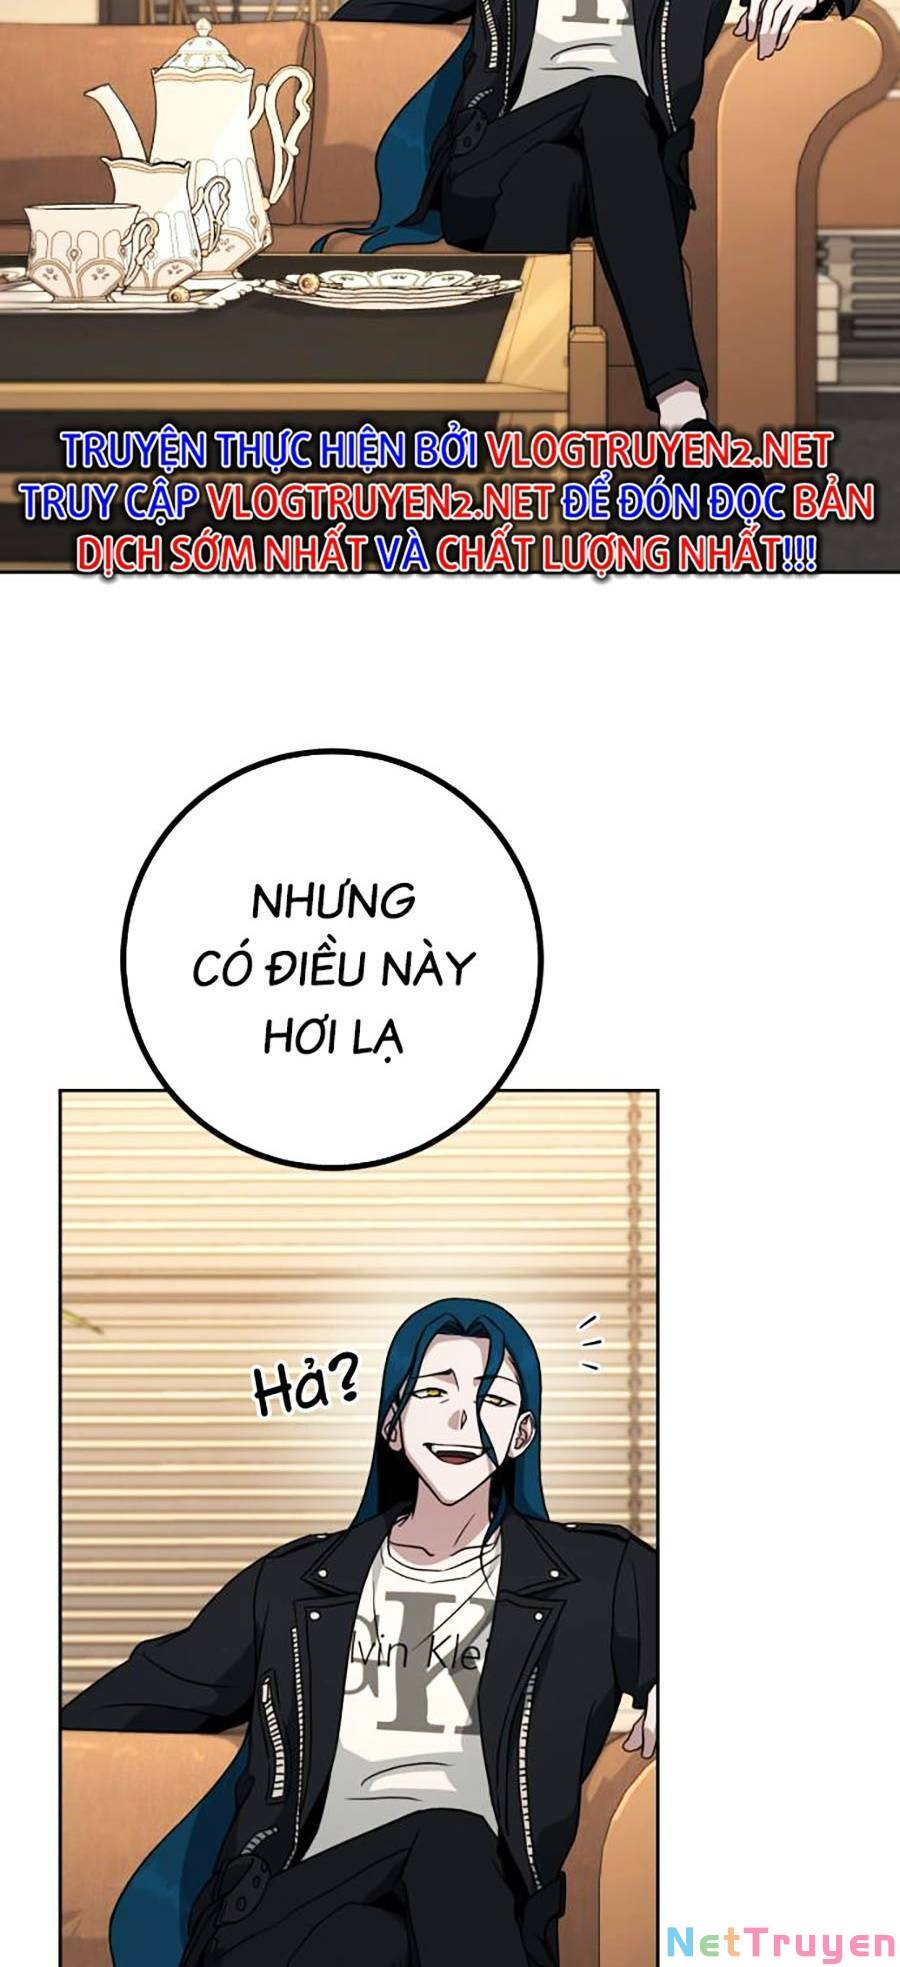 TRUYỆN THỰC HIỆN BỞI VLOGTRUYEN2.NET
TRUY CẬP VLOGTRUYEN2.NET ĐỂ ĐÓN ĐỌC BẢN
DỊCH SỚM NHẤT VÀ CHẤT LƯỢNG NHẤT!!!
NHƯNG
CÓ ĐIỀU NÀY
HƠI LẠ
Hả?
CK
lvin Kle
NetTruyen